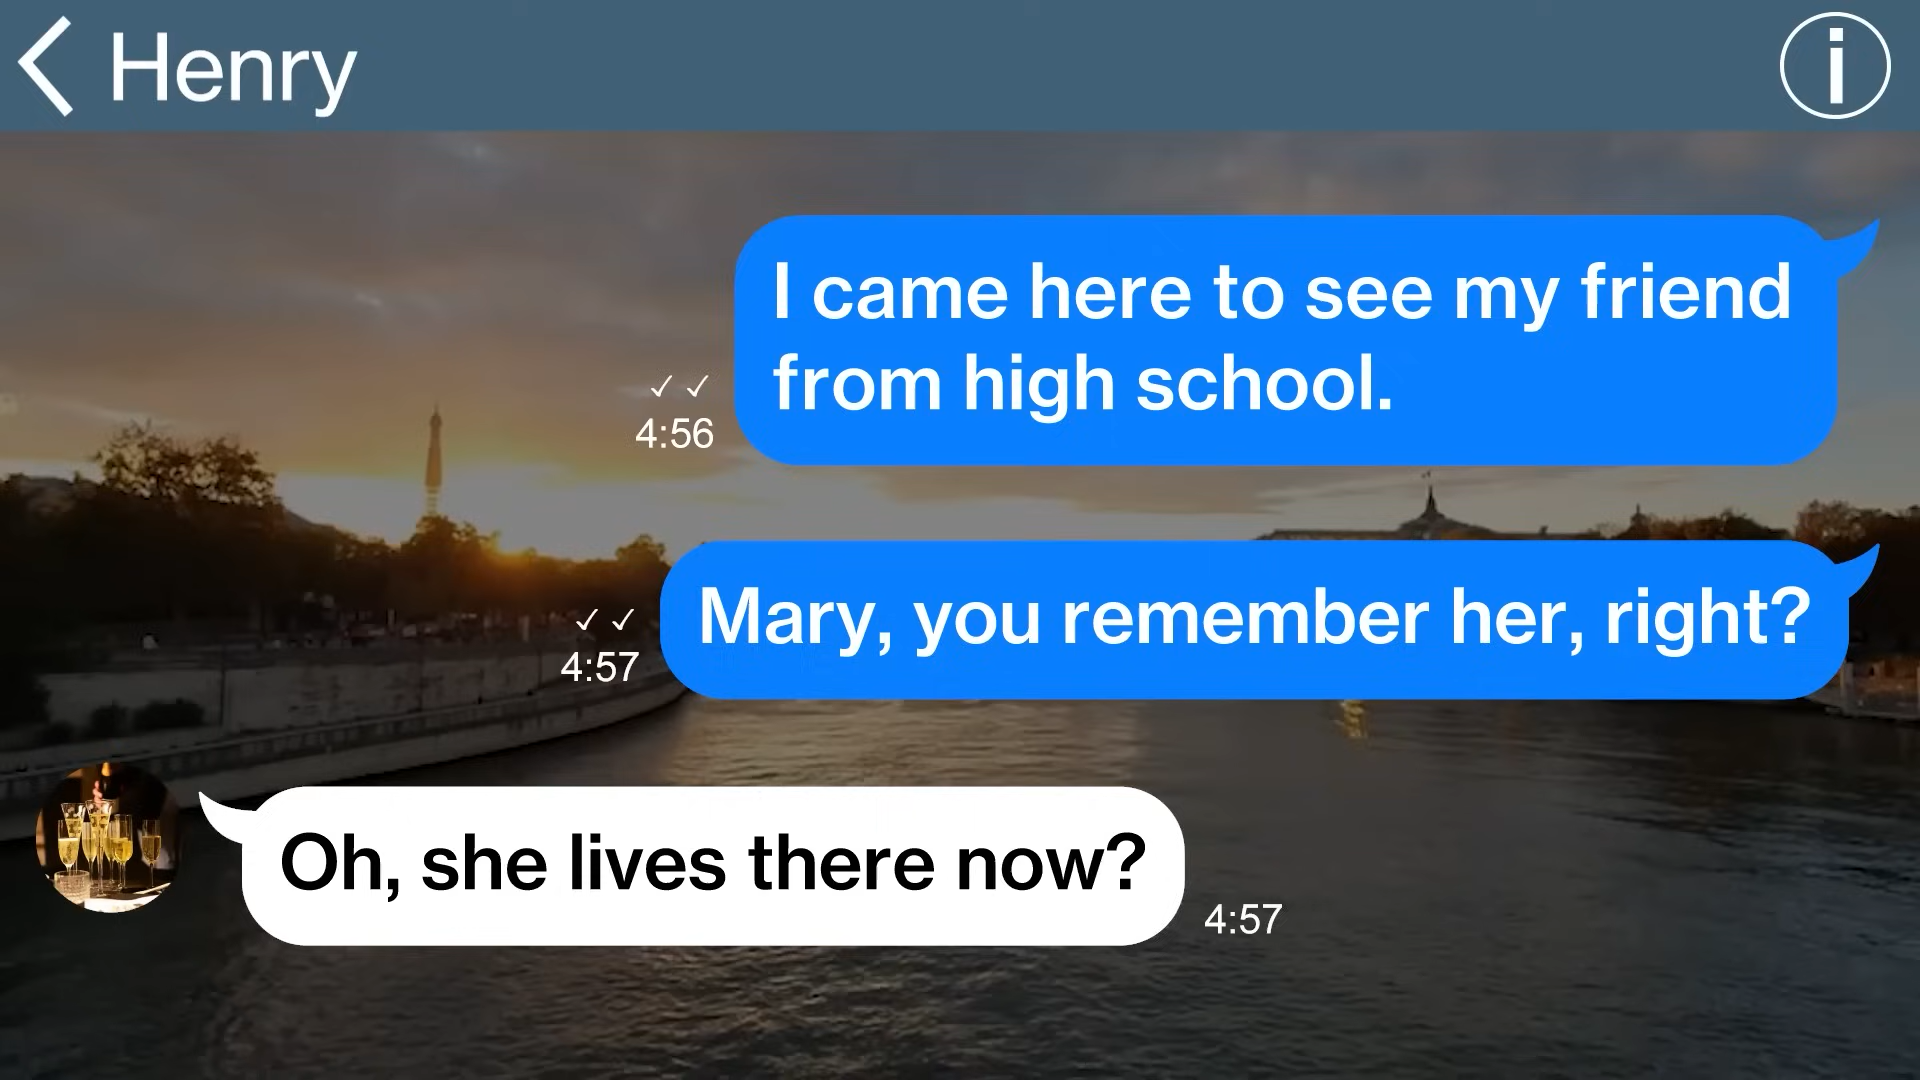 Henry
I came here to see my friend
from high school.
✓ ✓
4:56
Mary, you remember her, right?
✓ ✓
4:57
Oh, she lives there now?
4:57